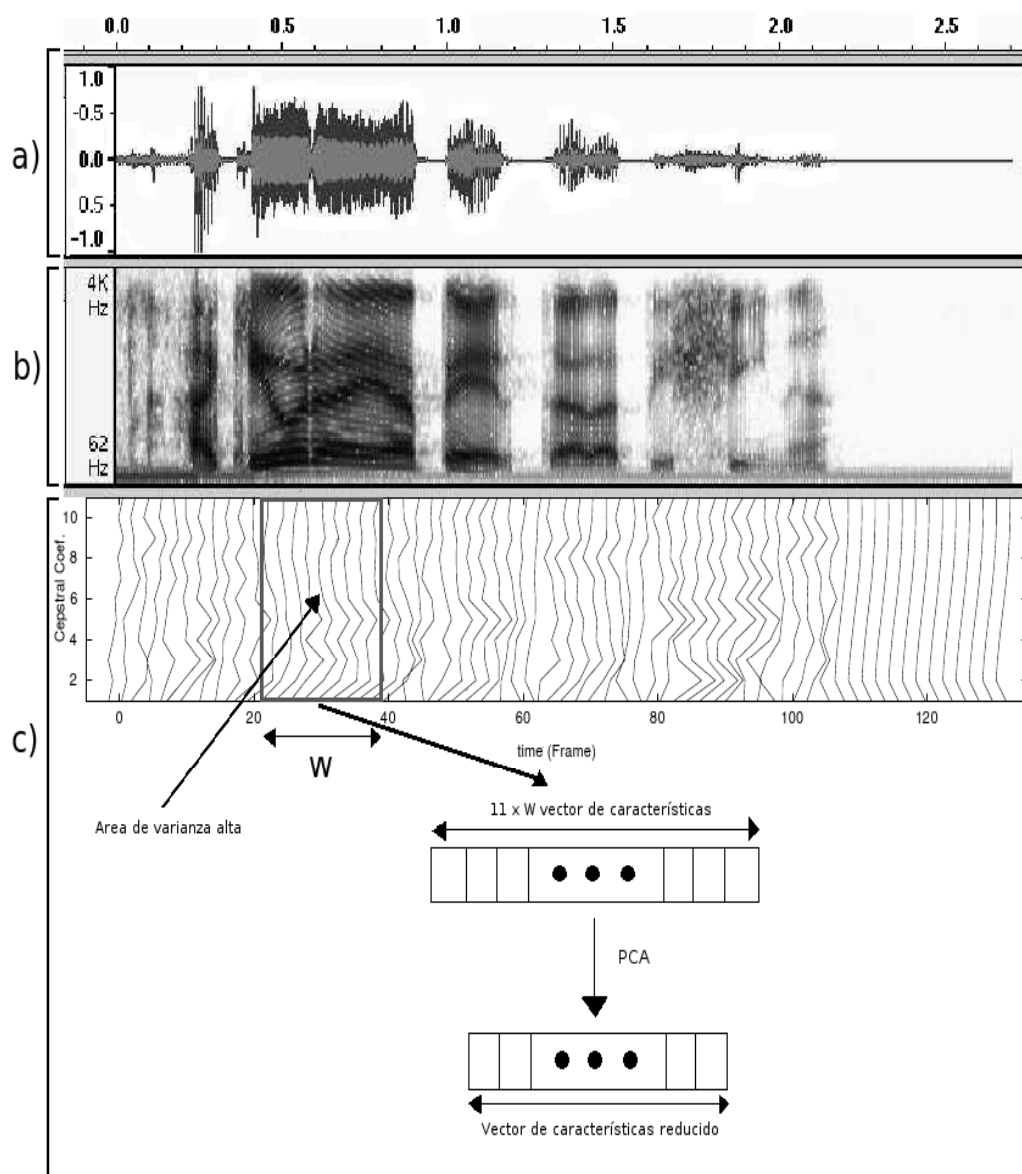 0.0 0.5 1.0 1.5 2.0 2.5
a)
1.0
-0.5
0.0
0.5
-1.0
b)
4K
Hz
62
Hz
c)
Cepstral Coef.
10
8
6
4
2
0 20 40 60 80 100 120
time (Frame)
W
Area de varianza alta
11 x W vector de características
PCA
Vector de características reducido